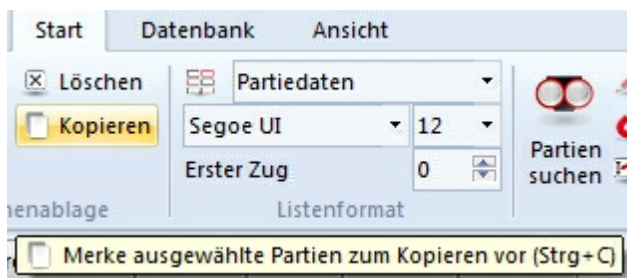 Start Datenbank Ansicht
Löschen Partiedaten
Kopieren Segoe UI 12
Partien
Erster Zug 0 suchen
Listenformat
Merke ausgewählte Partien zum Kopieren vor (Strg+C)